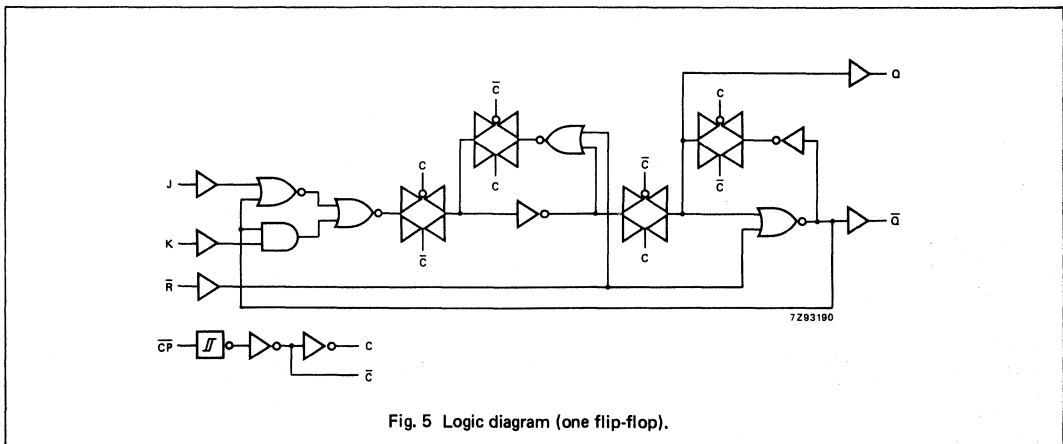 C̅
Q
C
C
C̅
C
C̅
J
K
C̅
C
R̅
Q̅
7Z93190
C̅P̅
C
C̅
Fig. 5 Logic diagram (one flip-flop).